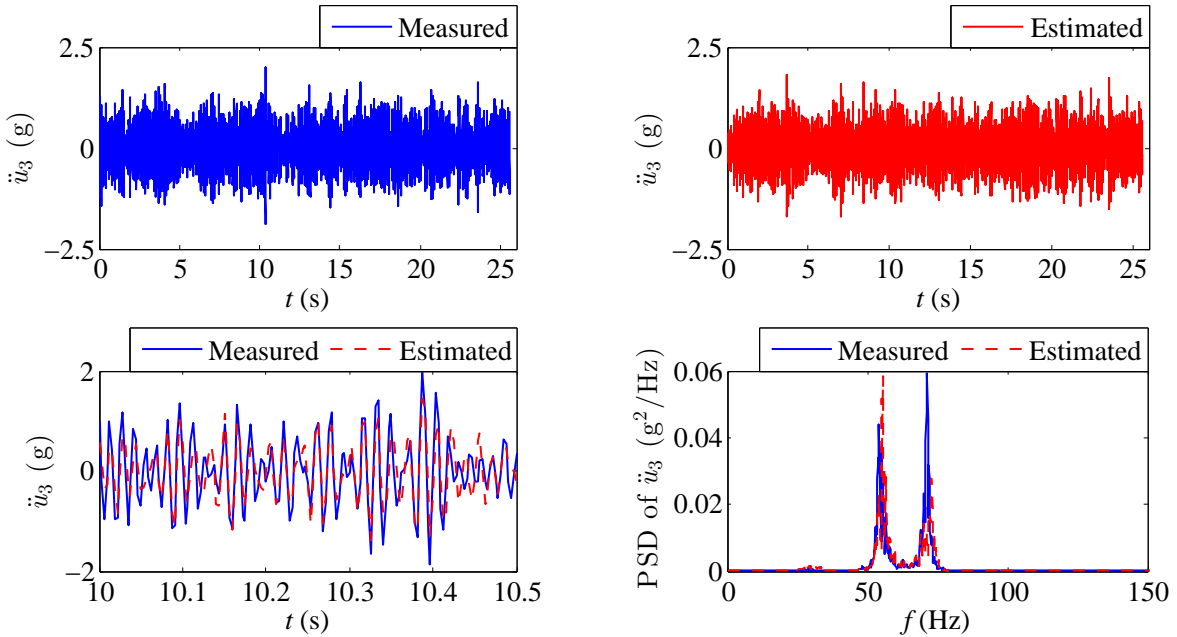 Measured
2.5
0
−2.5
ü₃ (g)
0 5 10 15 20 25
t (s)
Estimated
2.5
0
−2.5
ü₃ (g)
0 5 10 15 20 25
t (s)
Measured Estimated
2
0
−2
ü₃ (g)
10 10.1 10.2 10.3 10.4 10.5
t (s)
Measured Estimated
0.06
0.04
0.02
0
PSD of ü₃ (g²/Hz)
0 50 100 150
f (Hz)